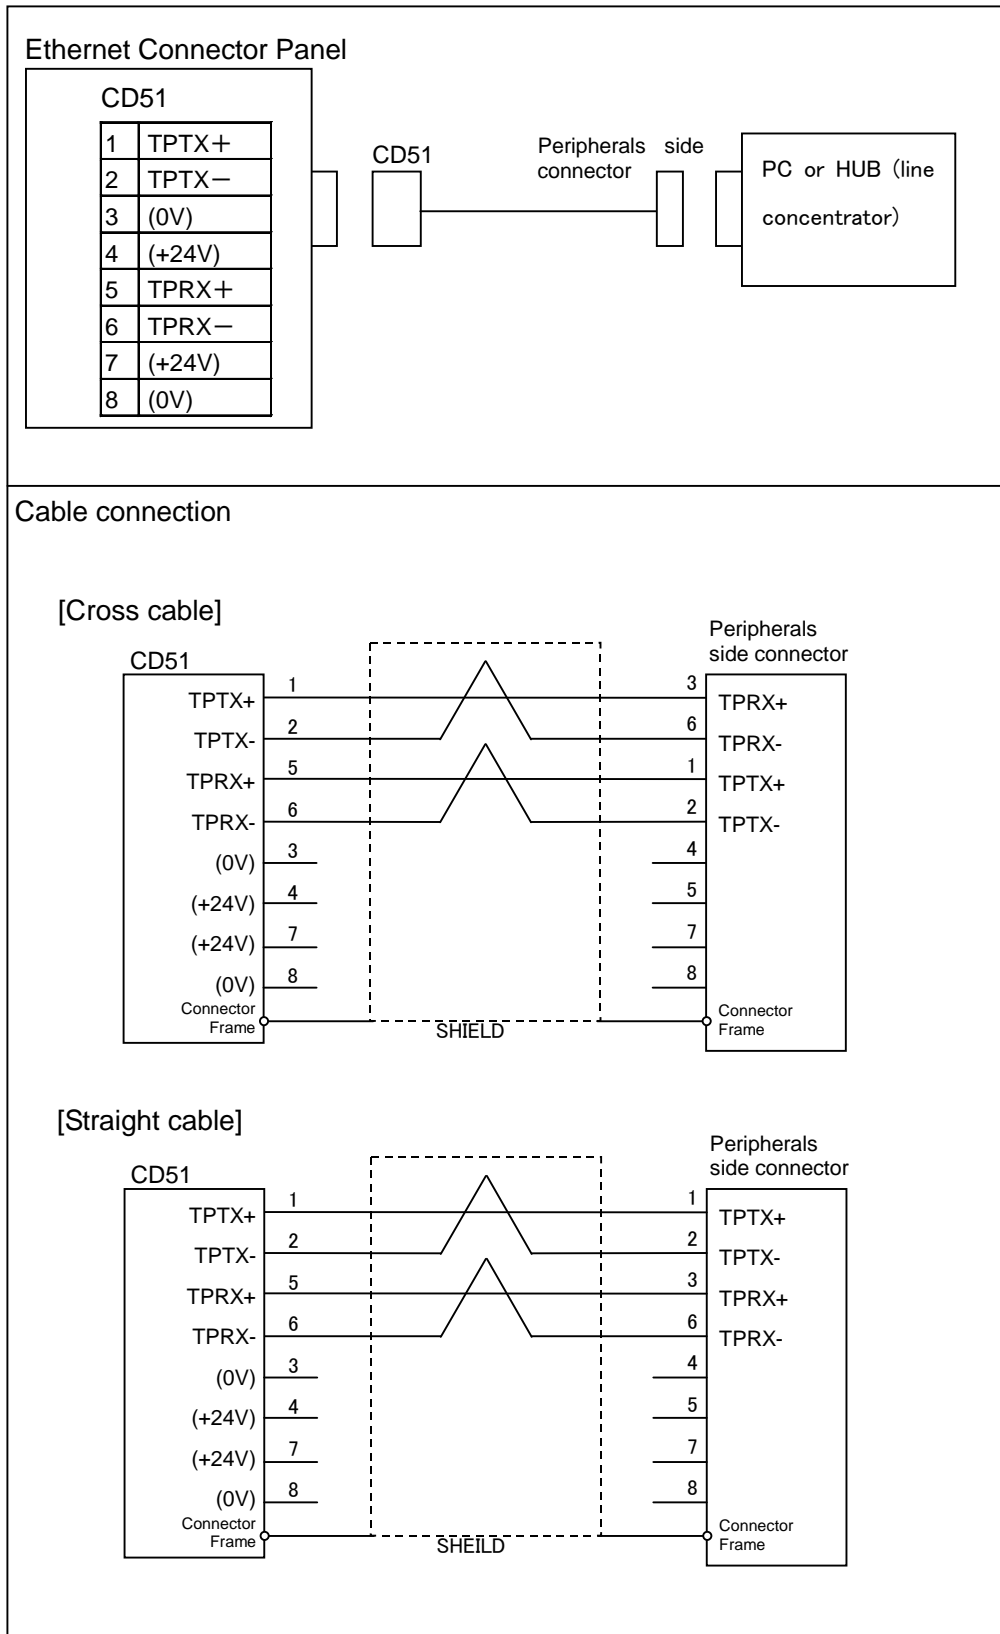 Ethernet Connector Panel
CD51
1 TPTX＋
2 TPTX－
3 (0V)
4 (+24V)
5 TPRX＋
6 TPRX－
7 (+24V)
8 (0V)
CD51
Peripherals side
connector
PC or HUB (line
concentrator)
Cable connection
[Cross cable]
CD51
Peripherals
side connector
TPTX+ 1 3 TPRX+
TPTX- 2 6 TPRX-
TPRX+ 5 1 TPTX+
TPRX- 6 2 TPTX-
(0V) 3 4
(+24V) 4 5
(+24V) 7 7
(0V) 8 8
Connector
Frame
SHIELD
Connector
Frame
[Straight cable]
CD51
Peripherals
side connector
TPTX+ 1 1 TPTX+
TPTX- 2 2 TPTX-
TPRX+ 5 3 TPRX+
TPRX- 6 6 TPRX-
(0V) 3 4
(+24V) 4 5
(+24V) 7 7
(0V) 8 8
Connector
Frame
SHEILD
Connector
Frame